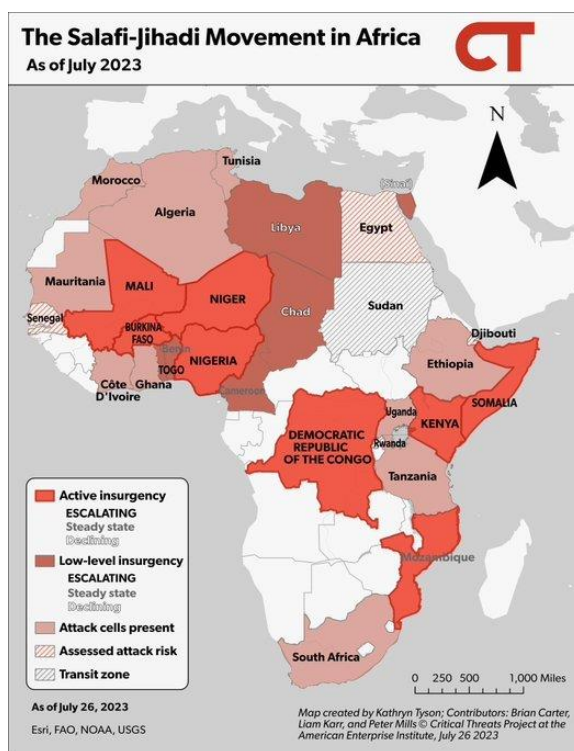 The Salafi-Jihadi Movement in Africa
As of July 2023
CT
N
Tunisia
Morocco
Algeria
Libya
(Sinai)
Egypt
Mauritania
MALI
NIGER
Chad
Sudan
Senegal
BURKINA
FASO
Benin
TOGO
NIGERIA
Djibouti
Ethiopia
Côte
D'Ivoire
Ghana
Cameroon
SOMALIA
Uganda
KENYA
DEMOCRATIC
REPUBLIC
OF THE CONGO
Rwanda
Tanzania
Mozambique
South Africa
Active insurgency
ESCALATING
Steady state
Declining
Low-level insurgency
ESCALATING
Steady state
Declining
Attack cells present
Assessed attack risk
Transit zone
As of July 26, 2023
Esri, FAO, NOAA, USGS
0 250 500 1,000 Miles
Map created by Kathryn Tyson; Contributors: Brian Carter,
Liam Karr, and Peter Mills © Critical Threats Project at the
American Enterprise Institute, July 26 2023